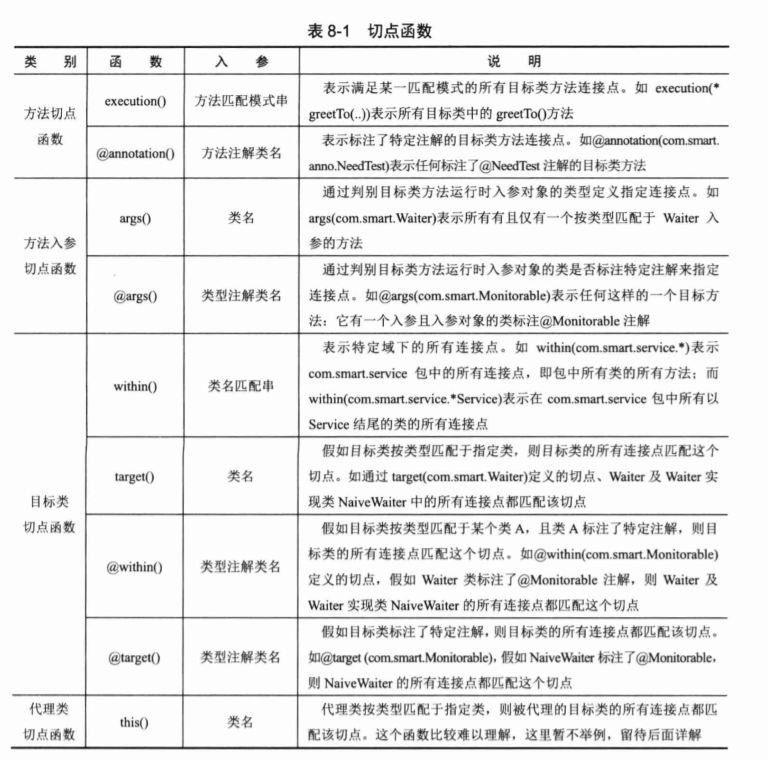 表 8-1 切点函数
类 别 函 数 入 参 说 明
方法切点
函数
execution()
方法匹配模式串
表示满足某一匹配模式的所有目标类方法连接点。如 execution(*
greetTo(..))表示所有目标类中的 greetTo()方法
@annotation()
方法注解类名
表示标注了特定注解的目标类方法连接点。如@annotation(com.smart.
anno.NeedTest)表示任何标注了@NeedTest 注解的目标类方法
方法入参
切点函数
args()
类名
通过判别目标类方法运行时入参对象的类型定义指定连接点。如
args(com.smart.Waiter)表示所有有且仅有一个按类型匹配于 Waiter 入
参的方法
@args()
类型注解类名
通过判别目标类方法运行时入参对象的类是否标注特定注解来指定
连接点。如@args(com.smart.Monitorable)表示任何这样的一个目标方
法：它有一个入参且入参对象的类标注@Monitorable 注解
目标类
切点函数
within()
类名匹配串
表示特定域下的所有连接点。如 within(com.smart.service.*)表示
com.smart.service 包中的所有连接点，即包中所有类的所有方法；而
within(com.smart.service.*Service)表示在 com.smart.service 包中所有以
Service 结尾的类的所有连接点
target()
类名
假如目标类按类型匹配于指定类，则目标类的所有连接点匹配这个
切点。如通过 target(com.smart.Waiter)定义的切点、Waiter 及 Waiter 实
现类 NaiveWaiter 中的所有连接点都匹配该切点
@within()
类型注解类名
假如目标类按类型匹配于某个类 A，且类 A 标注了特定注解，则目
标类的所有连接点匹配这个切点。如@within(com.smart.Monitorable)
定义的切点，假如 Waiter 类标注了@Monitorable 注解，则 Waiter 及
Waiter 实现类 NaiveWaiter 的所有连接点都匹配这个切点
@target()
类型注解类名
假如目标类标注了特定注解，则目标类的所有连接点都匹配该切点。
如@target (com.smart.Monitorable)，假如 NaiveWaiter 标注了@Monitorable，
则 NaiveWaiter 的所有连接点都匹配这个切点
代理类
切点函数
this()
类名
代理类按类型匹配于指定类，则被代理的目标类的所有连接点都匹
配该切点。这个函数比较难以理解，这里暂不举例，留待后面详解